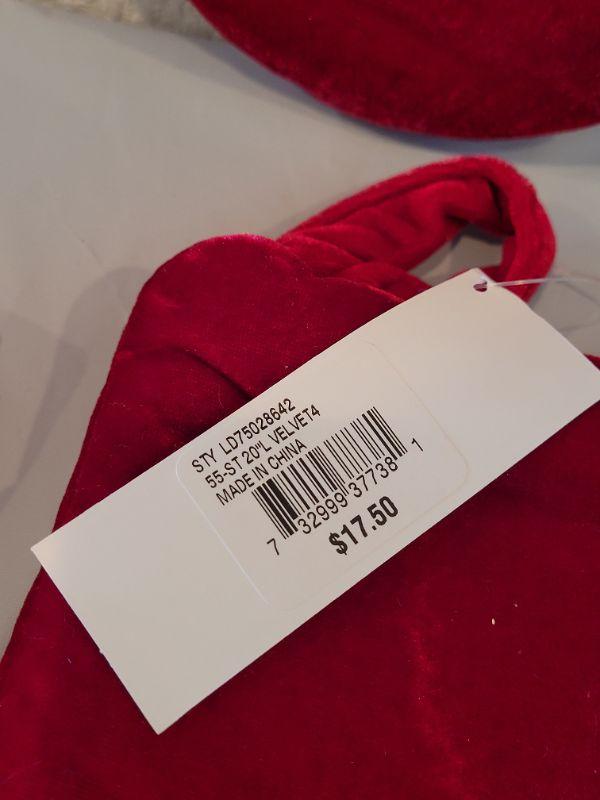 STY LD75028642
55-ST 20"L VELVET4
MADE IN CHINA
7 32999 37738 1
$17.50